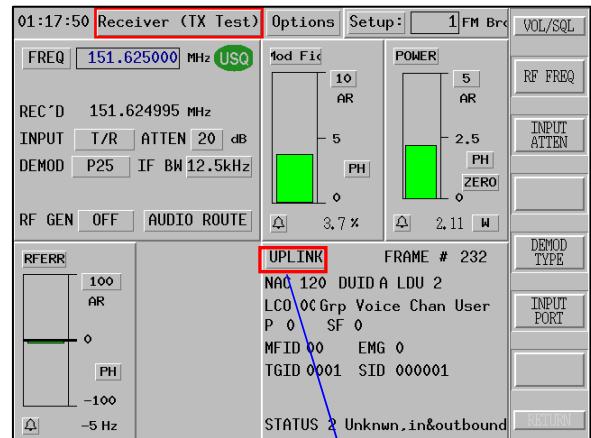 01:17:50 Receiver (TX Test) Options Setup: 1 FM Brc
VOL/SQL
FREQ 151.625000 MHz USQ
REC'D 151.624995 MHz
INPUT T/R ATTEN 20 dB
DEMOD P25 IF BW 12.5kHz
RF GEN OFF AUDIO ROUTE
Mod Fid
10
AR
5
PH
0
3.7 %
POWER
5
AR
2.5
PH
ZERO
0
2.11 W
RF FREQ
INPUT
ATTEN
DEMOD
TYPE
INPUT
PORT
RETURN
RFERR
100
AR
0
PH
-100
-5 Hz
UPLINK FRAME # 232
NAC 120 DUID A LDU 2
LCO 00 Grp Voice Chan User
P 0 SF 0
MFID 00 EMG 0
TGID 0001 SID 000001
STATUS 2 Unknwn,in&outbound